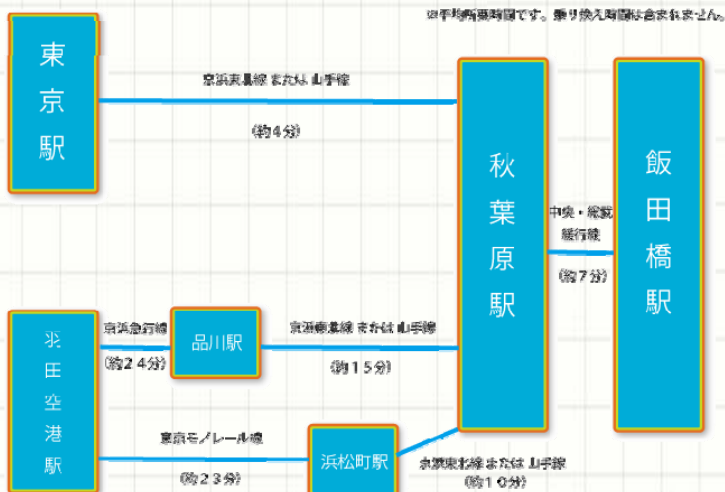 ※平均所要時間です。乗り換え時間は含まれません。
東京駅
京浜東北線 または 山手線
(約4分)
秋葉原駅
飯田橋駅
中央・総武
緩行線
(約7分)
羽田空港駅
京浜急行線
(約24分)
品川駅
京浜東北線 または 山手線
(約15分)
東京モノレール線
(約23分)
浜松町駅
京浜東北線 または 山手線
(約10分)